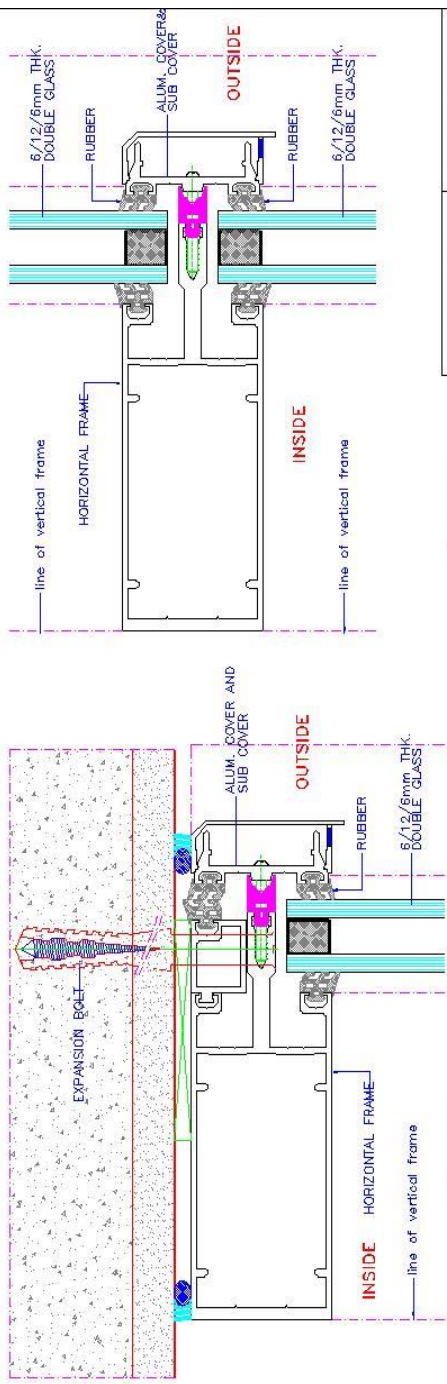 line of vertical frame
HORIZONTAL FRAME
6/12/6mm THK.
DOUBLE GLASS
RUBBER
ALUM. COVER&
SUB COVER
OUTSIDE
INSIDE
RUBBER
line of vertical frame
6/12/6mm THK.
DOUBLE GLASS
EXPANSION BOLT
ALUM. COVER AND
SUB COVER
OUTSIDE
INSIDE
HORIZONTAL FRAME
RUBBER
line of vertical frame
6/12/6mm THK.
DOUBLE GLASS